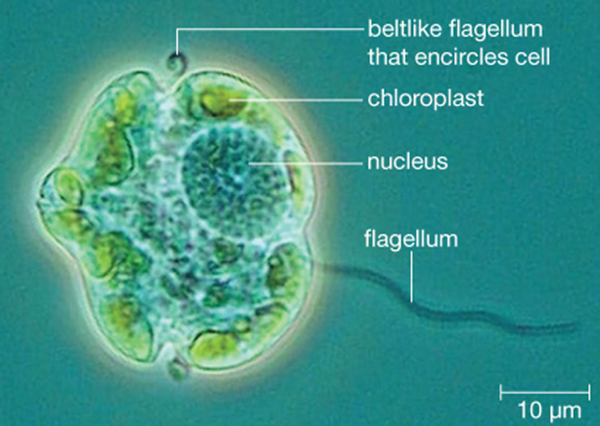 beltlike flagellum
that encircles cell
chloroplast
nucleus
flagellum
10 μm